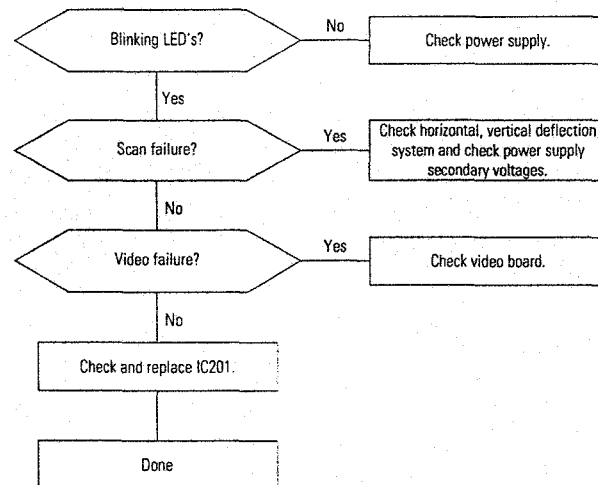 Blinking LED's?
No
Check power supply.
Yes
Scan failure?
Yes
Check horizontal, vertical deflection
system and check power supply
secondary voltages.
No
Video failure?
Yes
Check video board.
No
Check and replace IC201.
Done